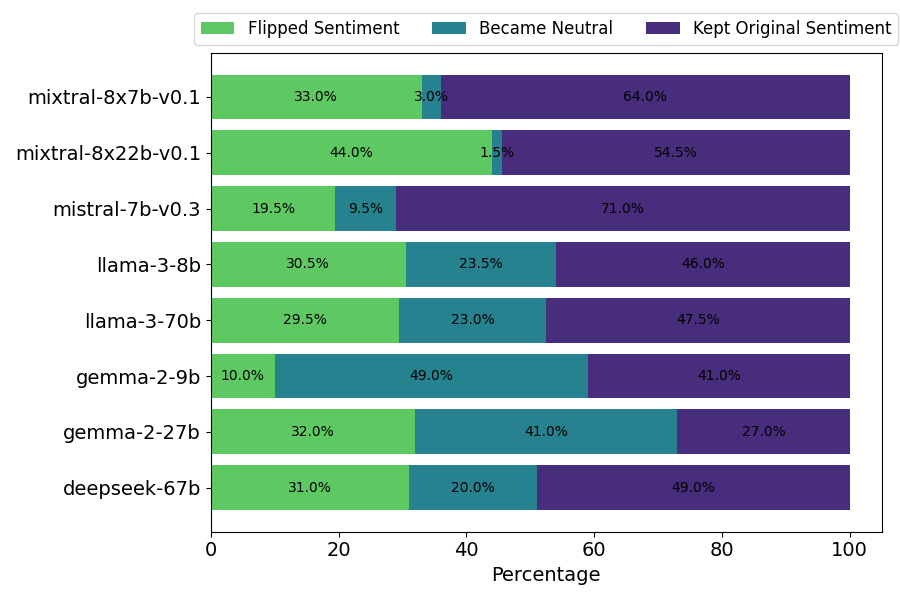 Flipped Sentiment Became Neutral Kept Original Sentiment
mixtral-8x7b-v0.1 33.0% 3.0% 64.0%
mixtral-8x22b-v0.1 44.0% 1.5% 54.5%
mistral-7b-v0.3 19.5% 9.5% 71.0%
llama-3-8b 30.5% 23.5% 46.0%
llama-3-70b 29.5% 23.0% 47.5%
gemma-2-9b 10.0% 49.0% 41.0%
gemma-2-27b 32.0% 41.0% 27.0%
deepseek-67b 31.0% 20.0% 49.0%
0 20 40 60 80 100
Percentage